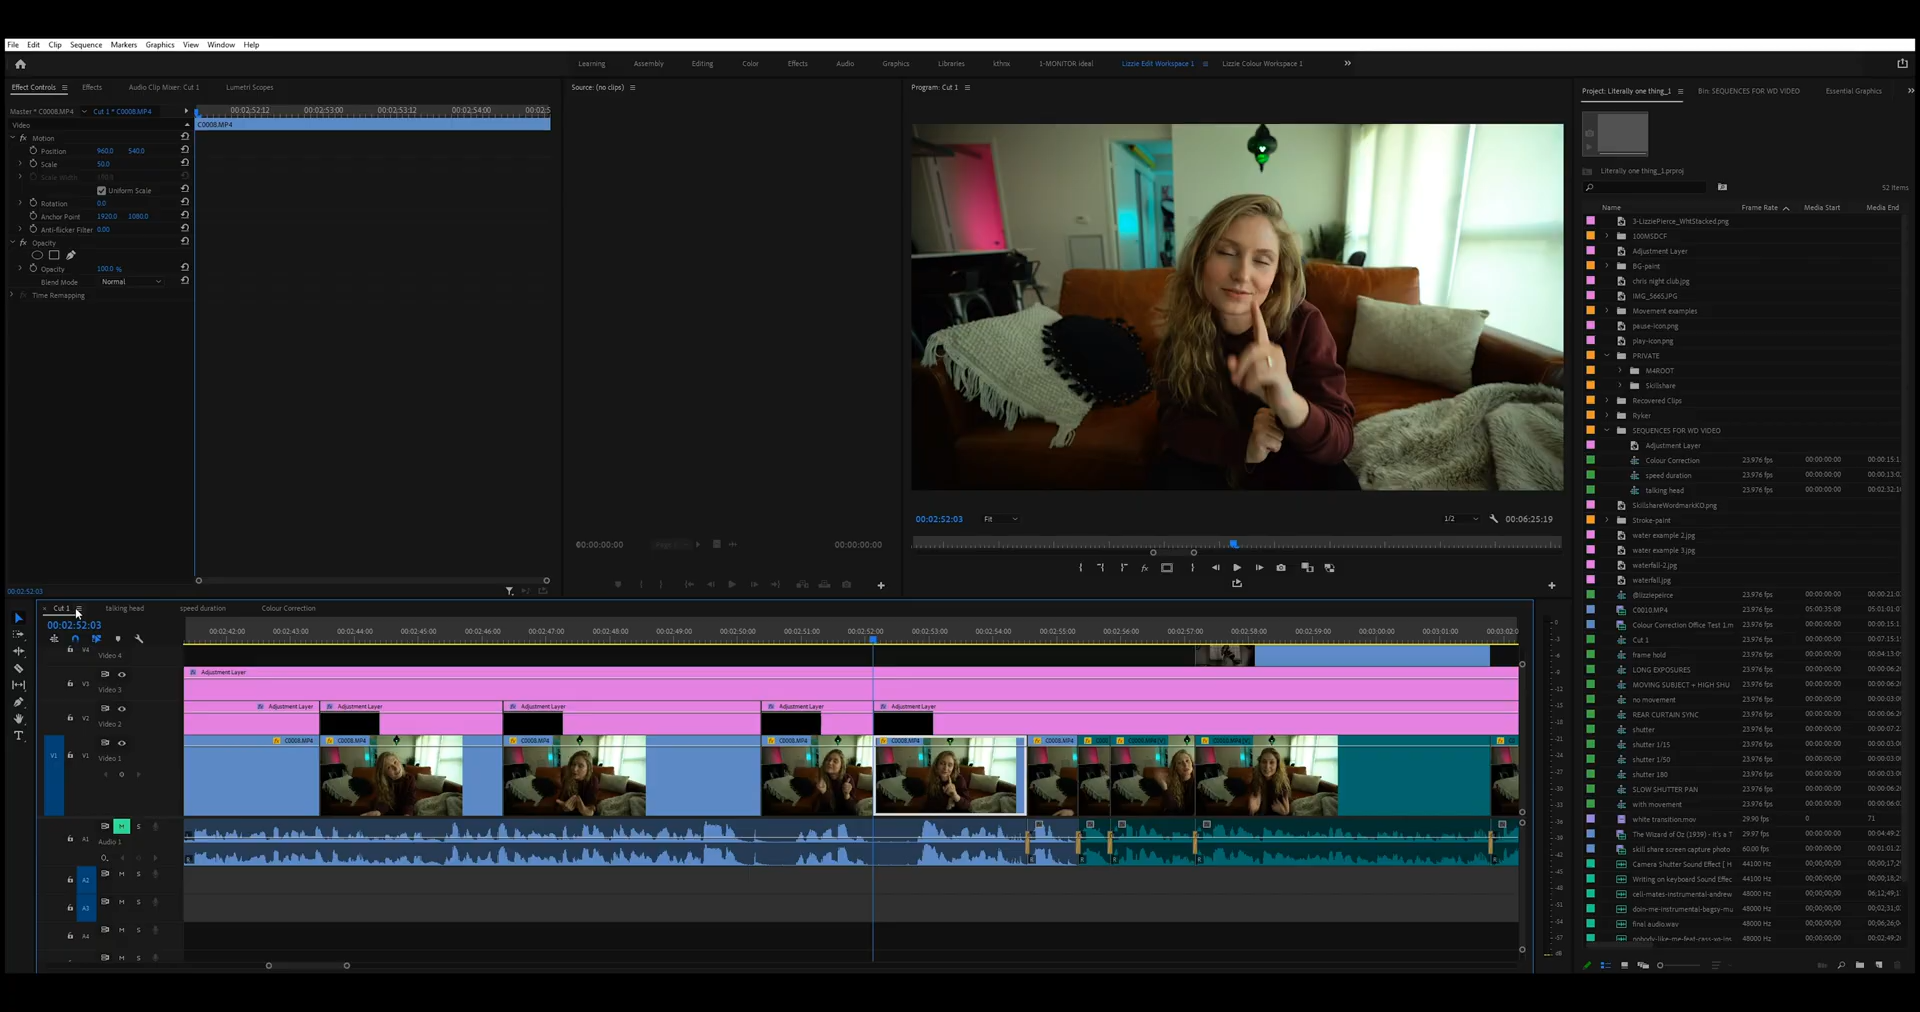 File Edit Clip Sequence Markers Graphics View Window Help
Learning Assembly Editing Color Effects Audio Graphics Libraries kthnx 1-MONITOR ideal Lizzie Edit Workspace 1 Lizzie Colour Workspace 1
Effect Controls Effects Audio Clip Mixer: Cut 1 Lumetri Scopes
Master * C0008.MP4 Cut 1 * C0008.MP4
00:02:52:12 00:02:53:00 00:02:53:12 00:02:54:00 00:02:5
Video
C0008.MP4
fx Motion
Position 960.0 540.0
Scale 50.0
Scale Width
Uniform Scale
Rotation 0.0
Anchor Point 1920.0 1080.0
Anti-flicker Filter 0.00
fx Opacity
Opacity 100.0 %
Blend Mode Normal
Time Remapping
00:02:52:03
Source: (no clips)
00:00:00:00 00:00:00:00
Program: Cut 1
00:02:52:03 Fit 1/2 00:06:25:19
Project: Literally one thing_1 Bin: SEQUENCES FOR WD VIDEO Essential Graphics
Literally one thing_1.prproj
52 Items
Name Frame Rate Media Start Media End
3-LizziePierce_WhtStacked.png
100MSDCF
Adjustment Layer
BG-paint
chris night club.jpg
IMG_5665.JPG
Movement examples
pause-icon.png
play-icon.png
PRIVATE
M4ROOT
Skillshare
Recovered Clips
Ryker
SEQUENCES FOR WD VIDEO
Adjustment Layer
Colour Correction 23.976 fps 00:00:00:00 00:00:15:1
speed duration 23.976 fps 00:00:00:00 00:00:13:0
talking head 23.976 fps 00:00:00:00 00:02:32:1
SkillshareWordmarkKO.png
Stroke-paint
water example 2.jpg
water example 3.jpg
waterfall-2.jpg
waterfall.jpg
@lizziepeirce 23.976 fps 00:00:00:00 00:00:21:0
C0010.MP4 23.976 fps 05:00:35:08 05:01:01:0
Colour Correction Office Test 1.m 23.976 fps 00:00:00:00 00:00:15:1
Cut 1 23.976 fps 00:00:00:00 00:07:15:1
frame hold 23.976 fps 00:00:00:00 00:04:13:0
LONG EXPOSURES 23.976 fps 00:00:00:00 00:00:06:2
MOVING SUBJECT + HIGH SHU 23.976 fps 00:00:00:00 00:00:06:2
no movement 23.976 fps 00:00:00:00 00:00:03:0
REAR CURTAIN SYNC 23.976 fps 00:00:00:00 00:00:06:2
shutter 23.976 fps 00:00:00:00 00:00:07:2
shutter 1/15 23.976 fps 00:00:00:00 00:00:03:0
shutter 1/50 23.976 fps 00:00:00:00 00:00:03:0
shutter 180 23.976 fps 00:00:00:00 00:00:03:0
SLOW SHUTTER PAN 23.976 fps 00:00:00:00 00:00:06:2
with movement 23.976 fps 00:00:00:00 00:00:06:0
white transition.mov 29.90 fps 0 71
The Wizard of Oz (1939) - It's a T 29.97 fps 00:00:00:00 00:04:49:2
skill share screen capture photo 60.00 fps 00:00:00:00 00:01:01:2
Camera Shutter Sound Effect [ H 44100 Hz 00;00;00;00 00;00;17;2
Writing on keyboard Sound Effec 44100 Hz 00;00;00;00 00;00;18;2
cell-mates-instrumental-andrew 48000 Hz 00;00;00;00
doin-me-instrumental-begsy-mu 48000 Hz 00;00;00;00 00;02;31;0
final audio.wav 48000 Hz 00;00;00;00 00;06;26;0
nobody-like-me-feat-cass-xo-ins 48000 Hz 00;00;00;00 00;02;49;2
Cut 1 talking head speed duration Colour Correction
00:02:52:03
00:02:42:00 00:02:43:00 00:02:44:00 00:02:45:00 00:02:46:00 00:02:47:00 00:02:48:00 00:02:49:00 00:02:50:00 00:02:51:00 00:02:52:00 00:02:53:00 00:02:54:00 00:02:55:00 00:02:56:00 00:02:57:00 00:02:58:00 00:02:59:00 00:03:00:00 00:03:01:00 00:03:02:0
V4 Video 4
V3 Video 3
fx Adjustment Layer
V2 Video 2
Adjustment Layer Adjustment Layer Adjustment Layer Adjustment Layer Adjustment Layer
V1 V1 Video 1
C0008.MP4 C0008.MP4 C0008.MP4 C0008.MP4 C0008.MP4 C0008.MP4
A1 M S
Audio 1
A2 M S
A3 M S
A4 M S
M S